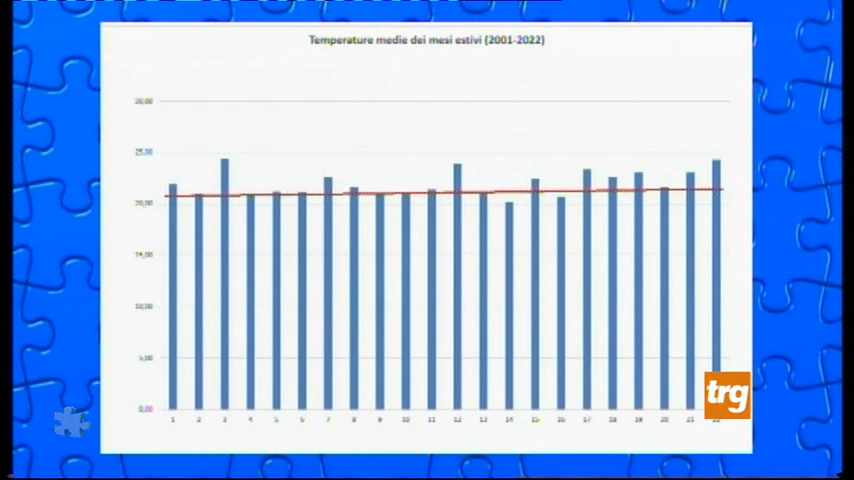 Temperature medie dei mesi estivi (2001-2022)
30,00
25,00
20,00
15,00
10,00
5,00
0,00
1 2 3 4 5 6 7 8 9 10 11 12 13 14 15 16 17 18 19 20 21 22
trg